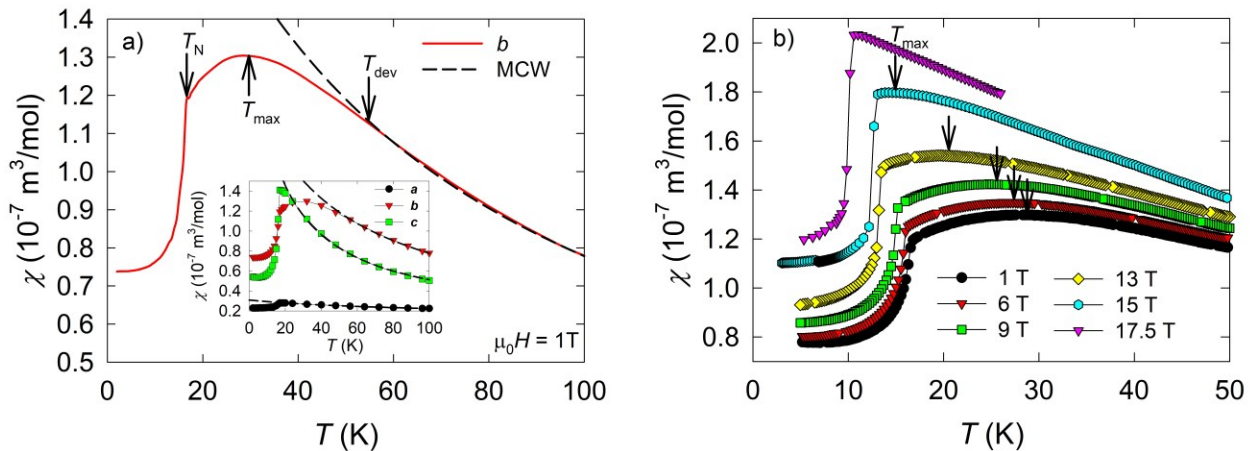 a)
T_N
T_max
T_dev
b
MCW
χ (10⁻⁷ m³/mol)
1.4
1.3
1.2
1.1
1.0
0.9
0.8
0.7
0.6
0.5
0 20 40 60 80 100
T (K)
μ₀H = 1T
χ (10⁻⁷ m³/mol)
1.4
1.2
1.0
0.8
0.6
0.4
0.2
0 20 40 60 80 100
T (K)
a
b
c
b)
T_max
χ (10⁻⁷ m³/mol)
2.0
1.8
1.6
1.4
1.2
1.0
0.8
0 10 20 30 40 50
T (K)
1 T
6 T
9 T
13 T
15 T
17.5 T